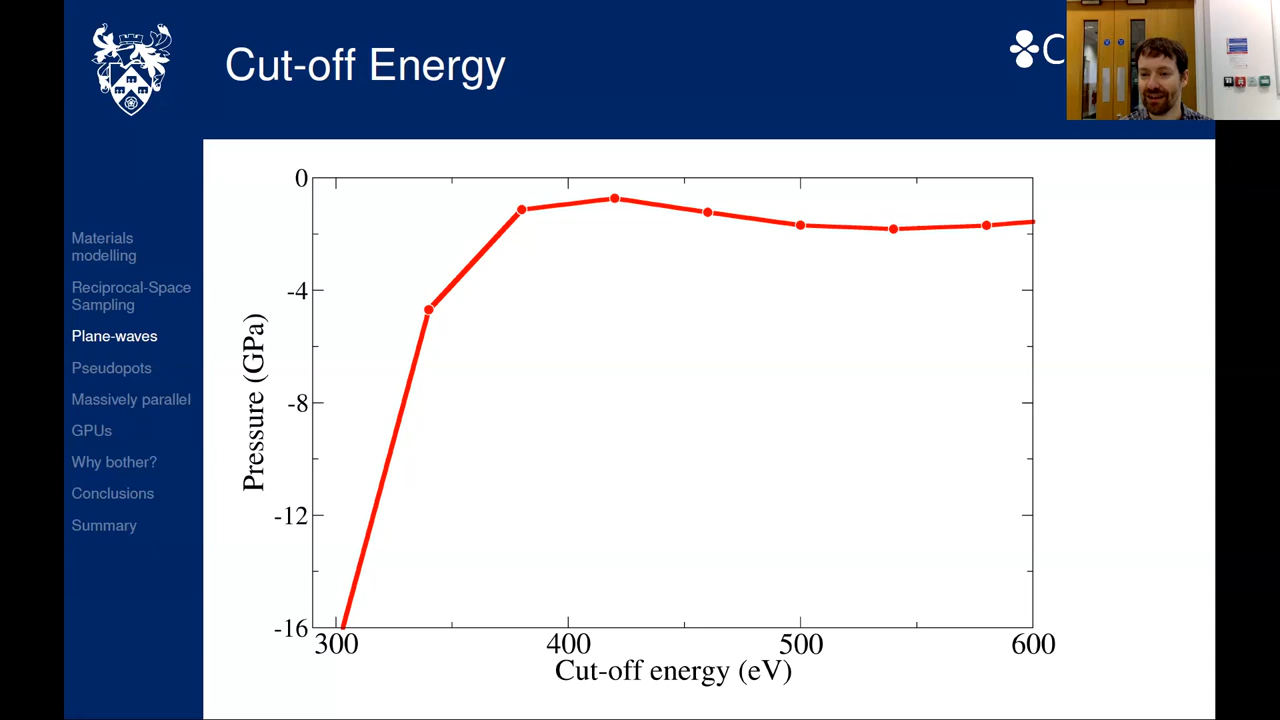 Cut-off Energy
C
Materials
modelling
Reciprocal-Space
Sampling
Plane-waves
Pseudopots
Massively parallel
GPUs
Why bother?
Conclusions
Summary
0
-4
-8
-12
-16
Pressure (GPa)
300
400
500
600
Cut-off energy (eV)